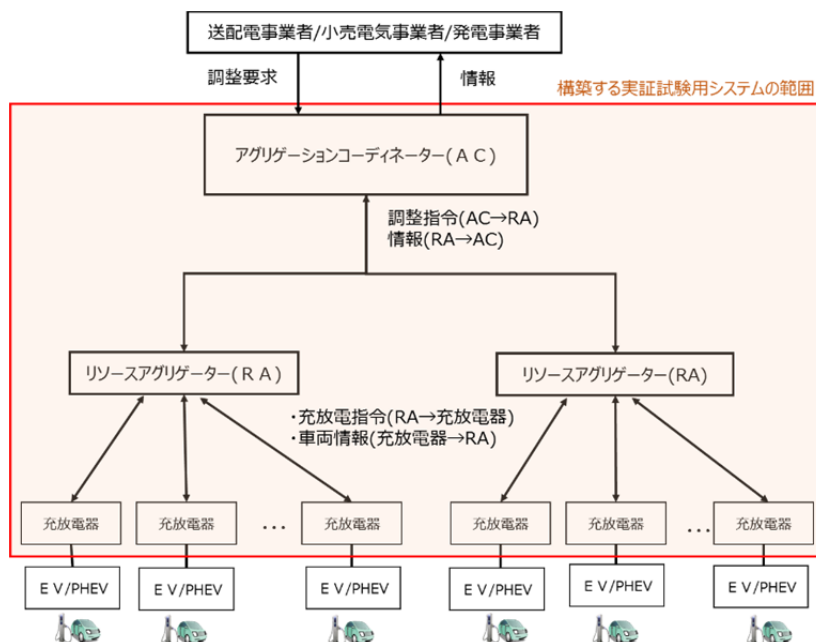 送配電事業者/小売電気事業者/発電事業者
調整要求
情報
構築する実証試験用システムの範囲
アグリゲーションコーディネーター(ＡＣ)
調整指令(AC→RA)
情報(RA→AC)
リソースアグリゲーター(ＲＡ)
リソースアグリゲーター(RA)
・充放電指令(RA→充放電器)
・車両情報(充放電器→RA)
充放電器
充放電器
…
充放電器
充放電器
充放電器
…
充放電器
ＥＶ/PHEV
ＥＶ/PHEV
ＥＶ/PHEV
ＥＶ/PHEV
ＥＶ/PHEV
ＥＶ/PHEV